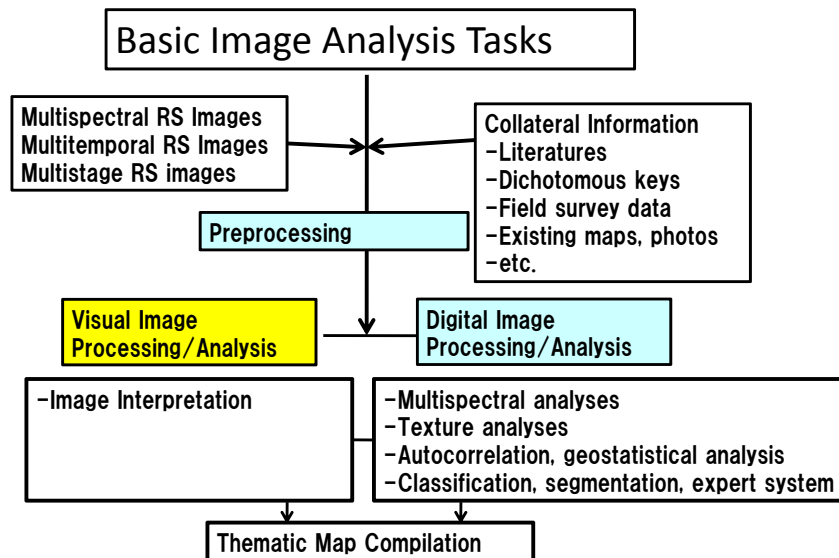 Basic Image Analysis Tasks
Multispectral RS Images
Multitemporal RS Images
Multistage RS images
Collateral Information
-Literatures
-Dichotomous keys
-Field survey data
-Existing maps, photos
-etc.
Preprocessing
Visual Image
Processing/Analysis
Digital Image
Processing/Analysis
-Image Interpretation
-Multispectral analyses
-Texture analyses
-Autocorrelation, geostatistical analysis
-Classification, segmentation, expert system
Thematic Map Compilation